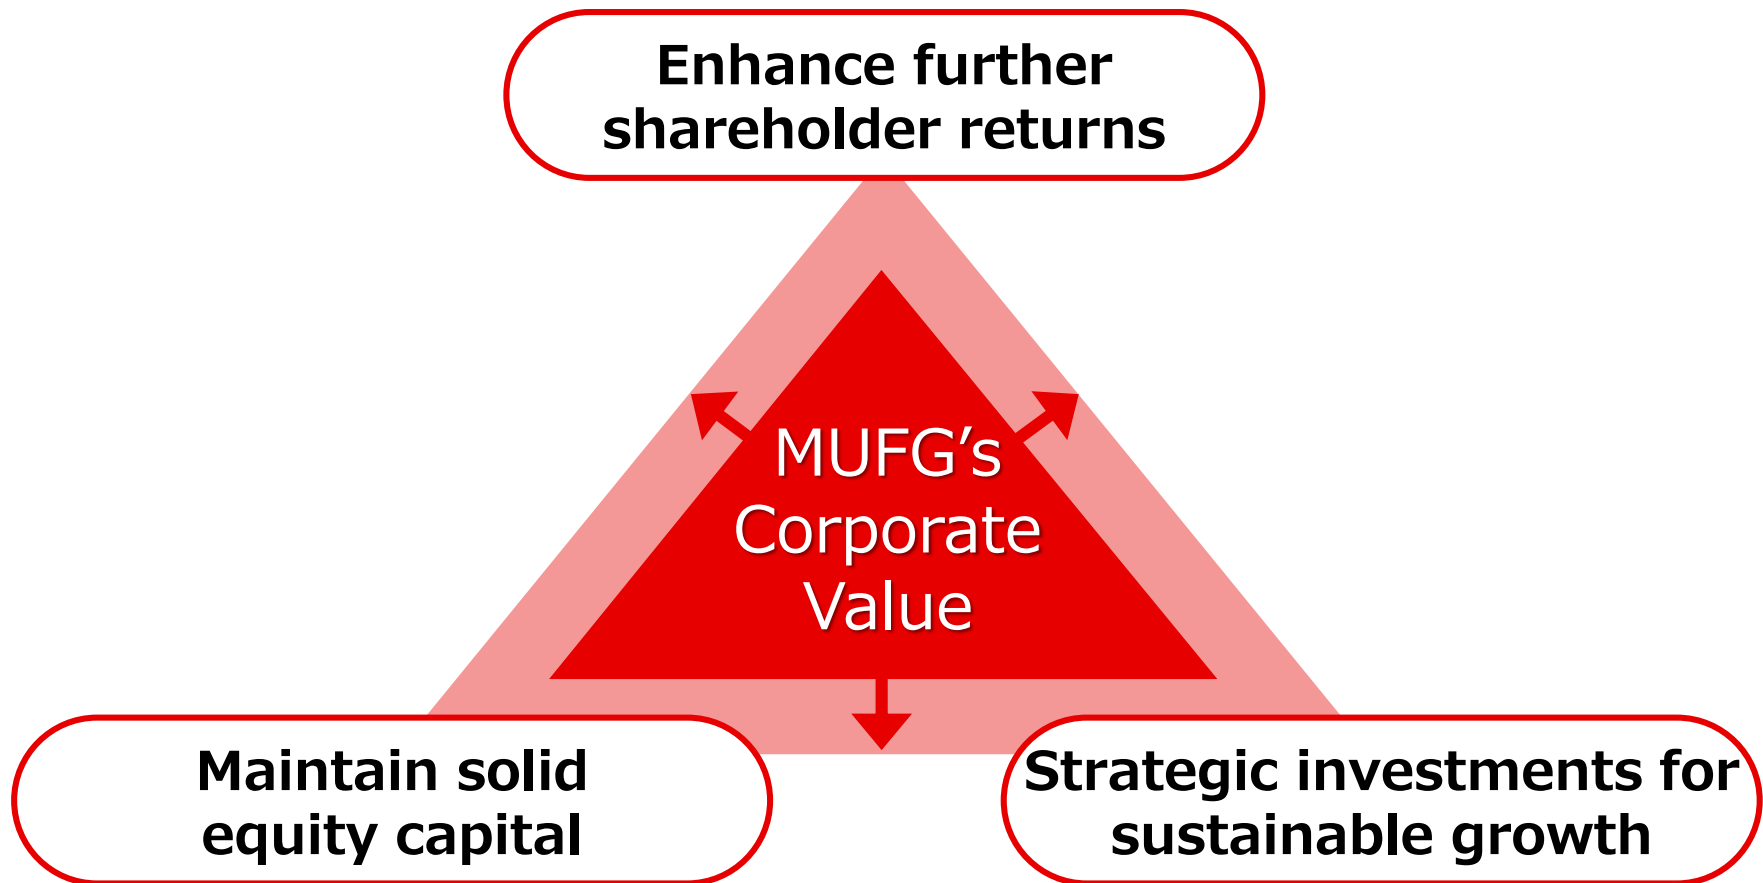 Enhance further
shareholder returns
MUFG’s
Corporate
Value
Maintain solid
equity capital
Strategic investments for
sustainable growth